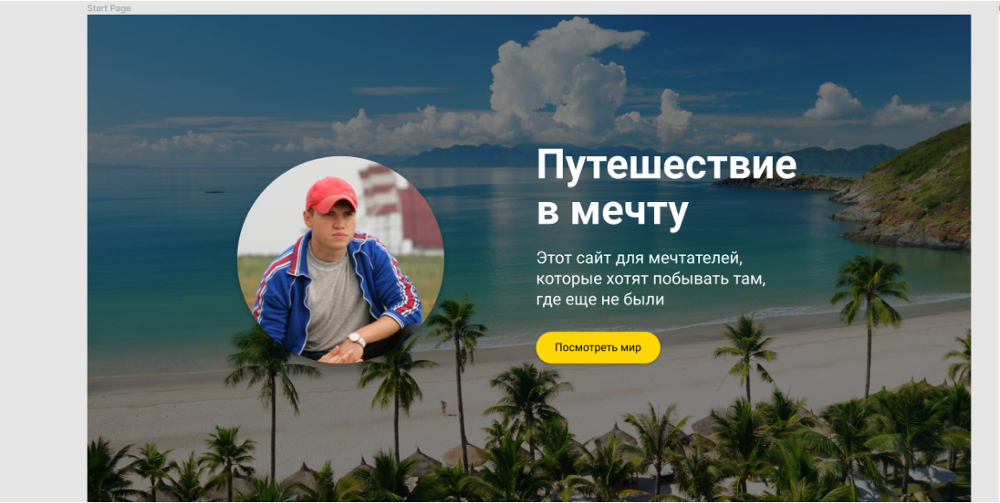 Start Page
Путешествие
в мечту
Этот сайт для мечтателей,
которые хотят побывать там,
где еще не были
Посмотреть мир